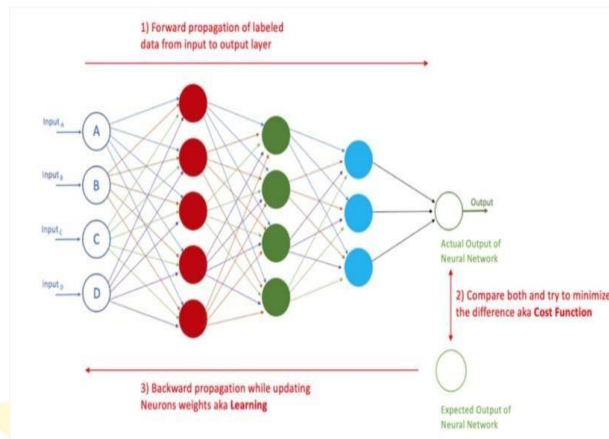 1) Forward propagation of labeled
data from input to output layer
Input A
A
Input B
B
Input C
C
Input D
D
Output
Actual Output of
Neural Network
2) Compare both and try to minimize
the difference aka Cost Function
3) Backward propagation while updating
Neurons weights aka Learning
Expected Output of
Neural Network